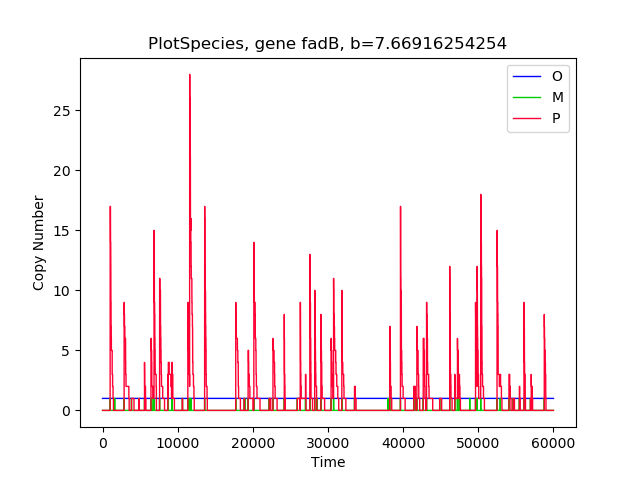 PlotSpecies, gene fadB, b=7.66916254254
O
M
P
25
20
15
10
5
0
Copy Number
0 10000 20000 30000 40000 50000 60000
Time